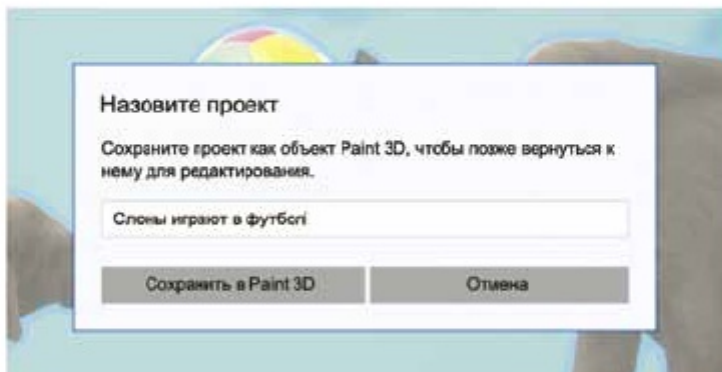 Назовите проект
Сохраните проект как объект Paint 3D, чтобы позже вернуться к
нему для редактирования.
Слоны играют в футбол
Сохранить в Paint 3D
Отмена